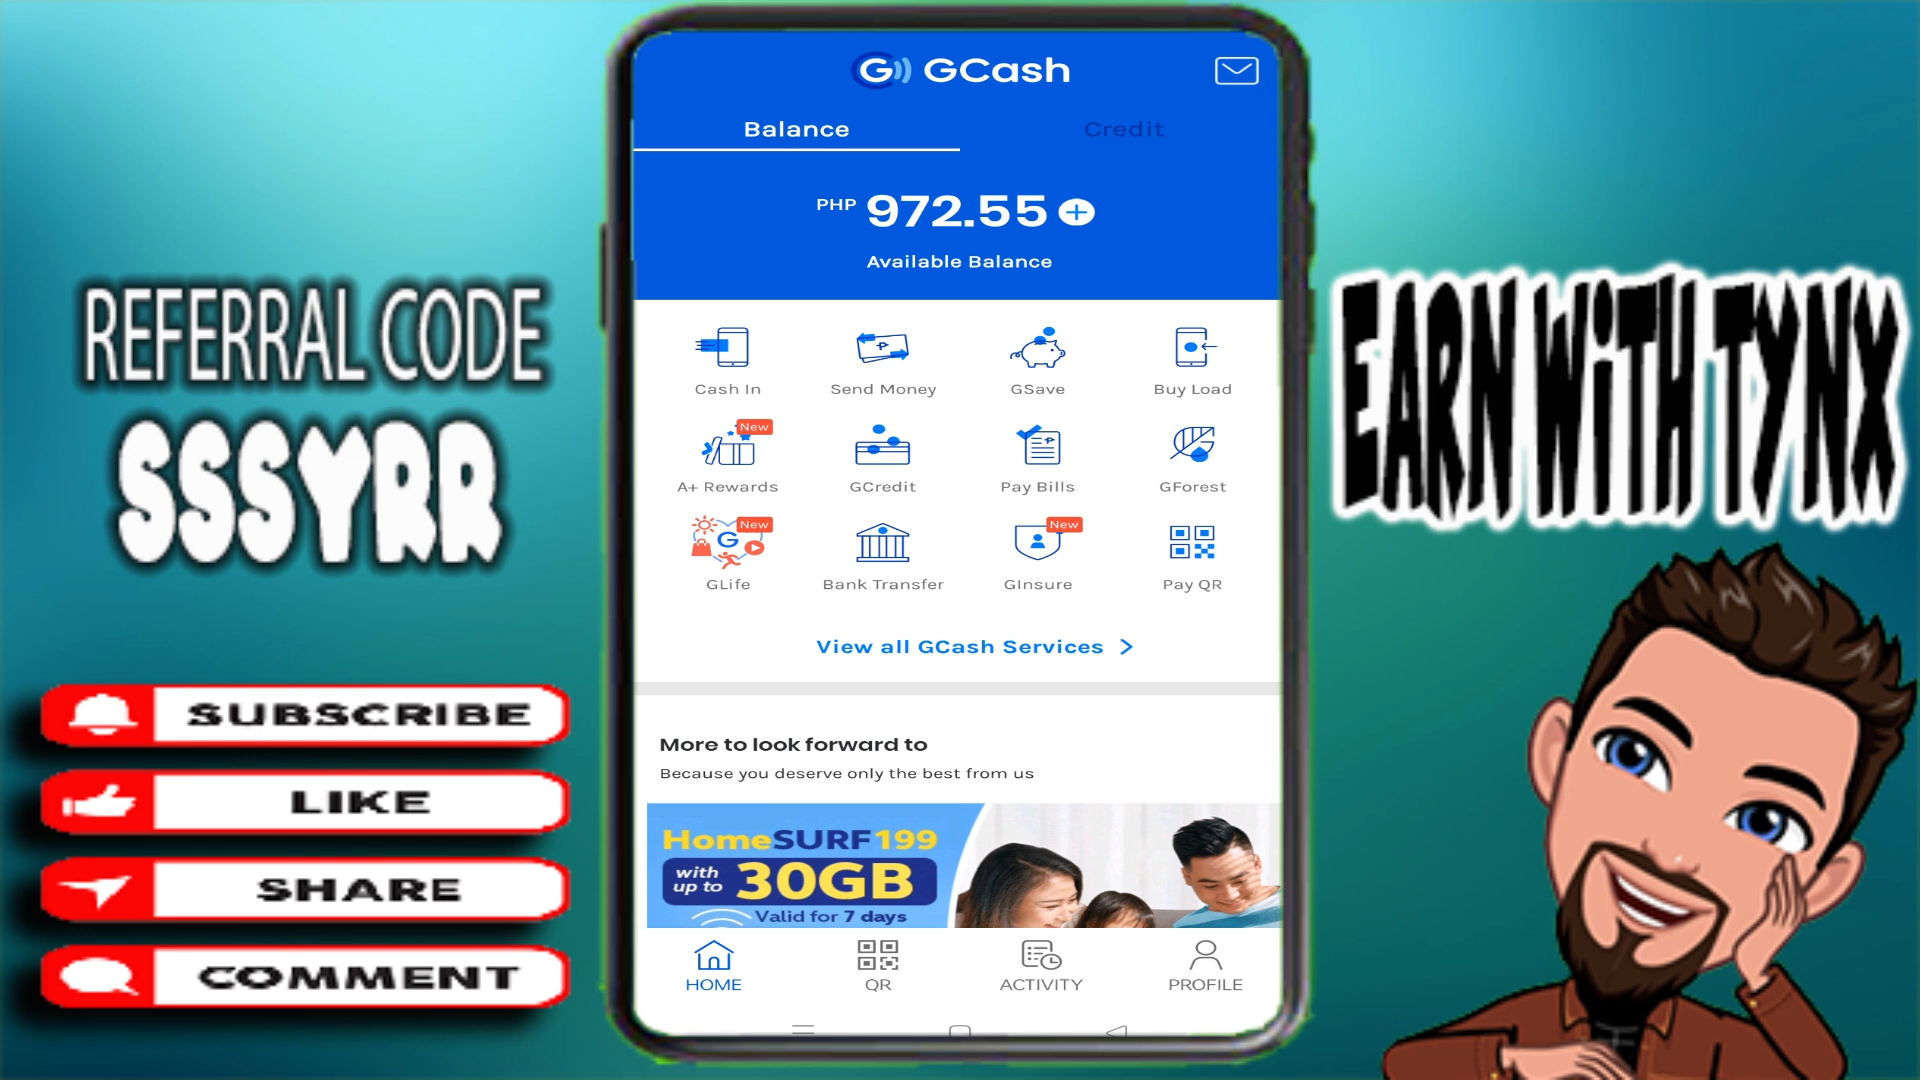 REFERRAL CODE
SSSYRR
SUBSCRIBE
LIKE
SHARE
COMMENT
G GCash
Balance Credit
PHP 972.55
Available Balance
Cash In Send Money GSave Buy Load
New
A+ Rewards GCredit Pay Bills GForest
New New
G
GLife Bank Transfer GInsure Pay QR
View all GCash Services
More to look forward to
Because you deserve only the best from us
HomeSURF199
with up to 30GB
Valid for 7 days
HOME QR ACTIVITY PROFILE
EARN WiTH TYNX